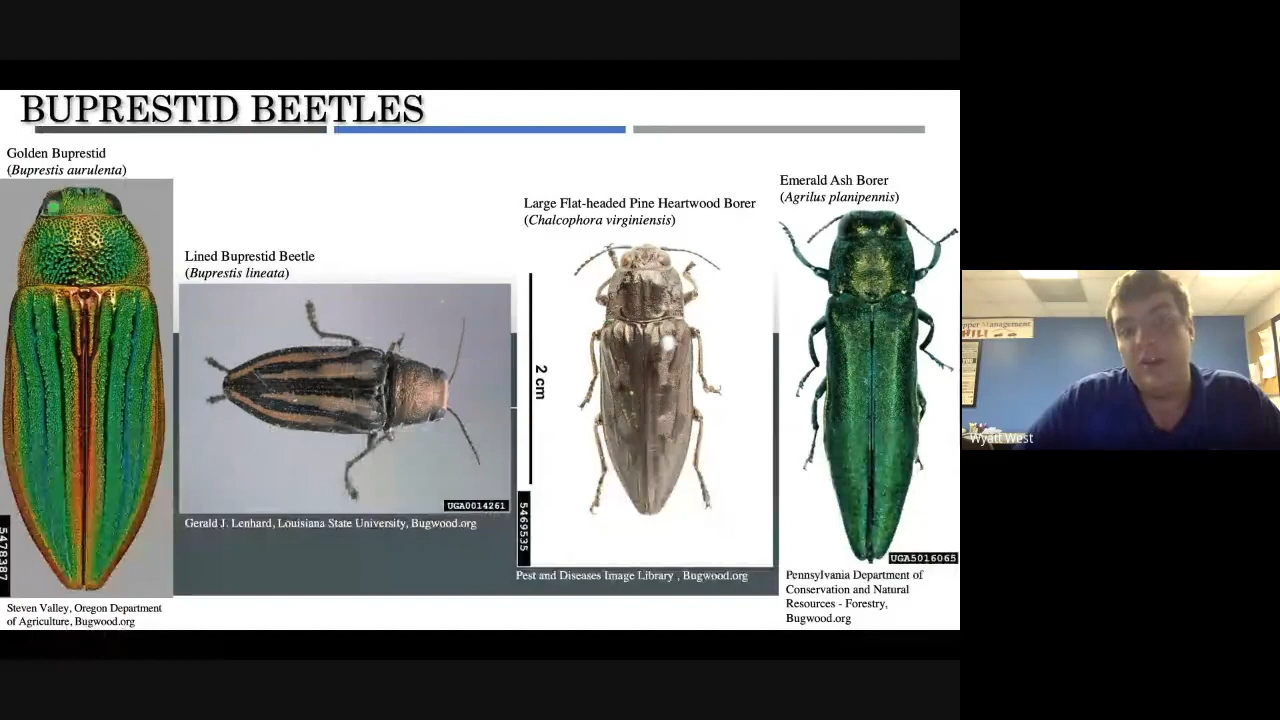 BUPRESTID BEETLES
Golden Buprestid
(Buprestis aurulenta)
5478387
Steven Valley, Oregon Department
of Agriculture, Bugwood.org
Lined Buprestid Beetle
(Buprestis lineata)
UGA0014261
Gerald J. Lenhard, Louisiana State University, Bugwood.org
Large Flat-headed Pine Heartwood Borer
(Chalcophora virginiensis)
2 cm
5469535
Pest and Diseases Image Library , Bugwood.org
Emerald Ash Borer
(Agrilus planipennis)
UGA5016065
Pennsylvania Department of
Conservation and Natural
Resources - Forestry,
Bugwood.org
Management
Wyatt West